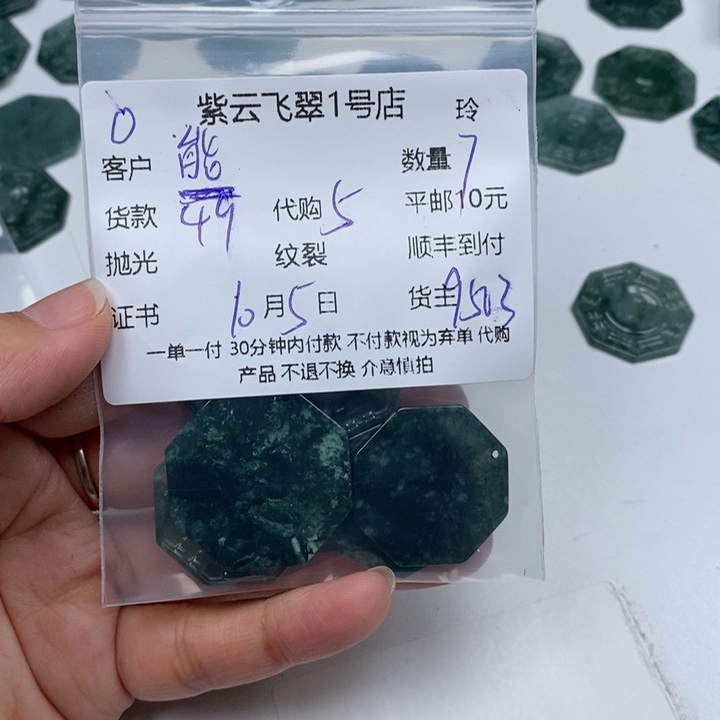 紫云飞翠1号店 玲
0
客户 能 数量 7
货款 49 代购 5 平邮10元
抛光 纹裂 顺丰到付
证书 10月5日 货主 9503
一单一付 30分钟内付款 不付款视为弃单 代购
产品 不退不换 介意慎拍